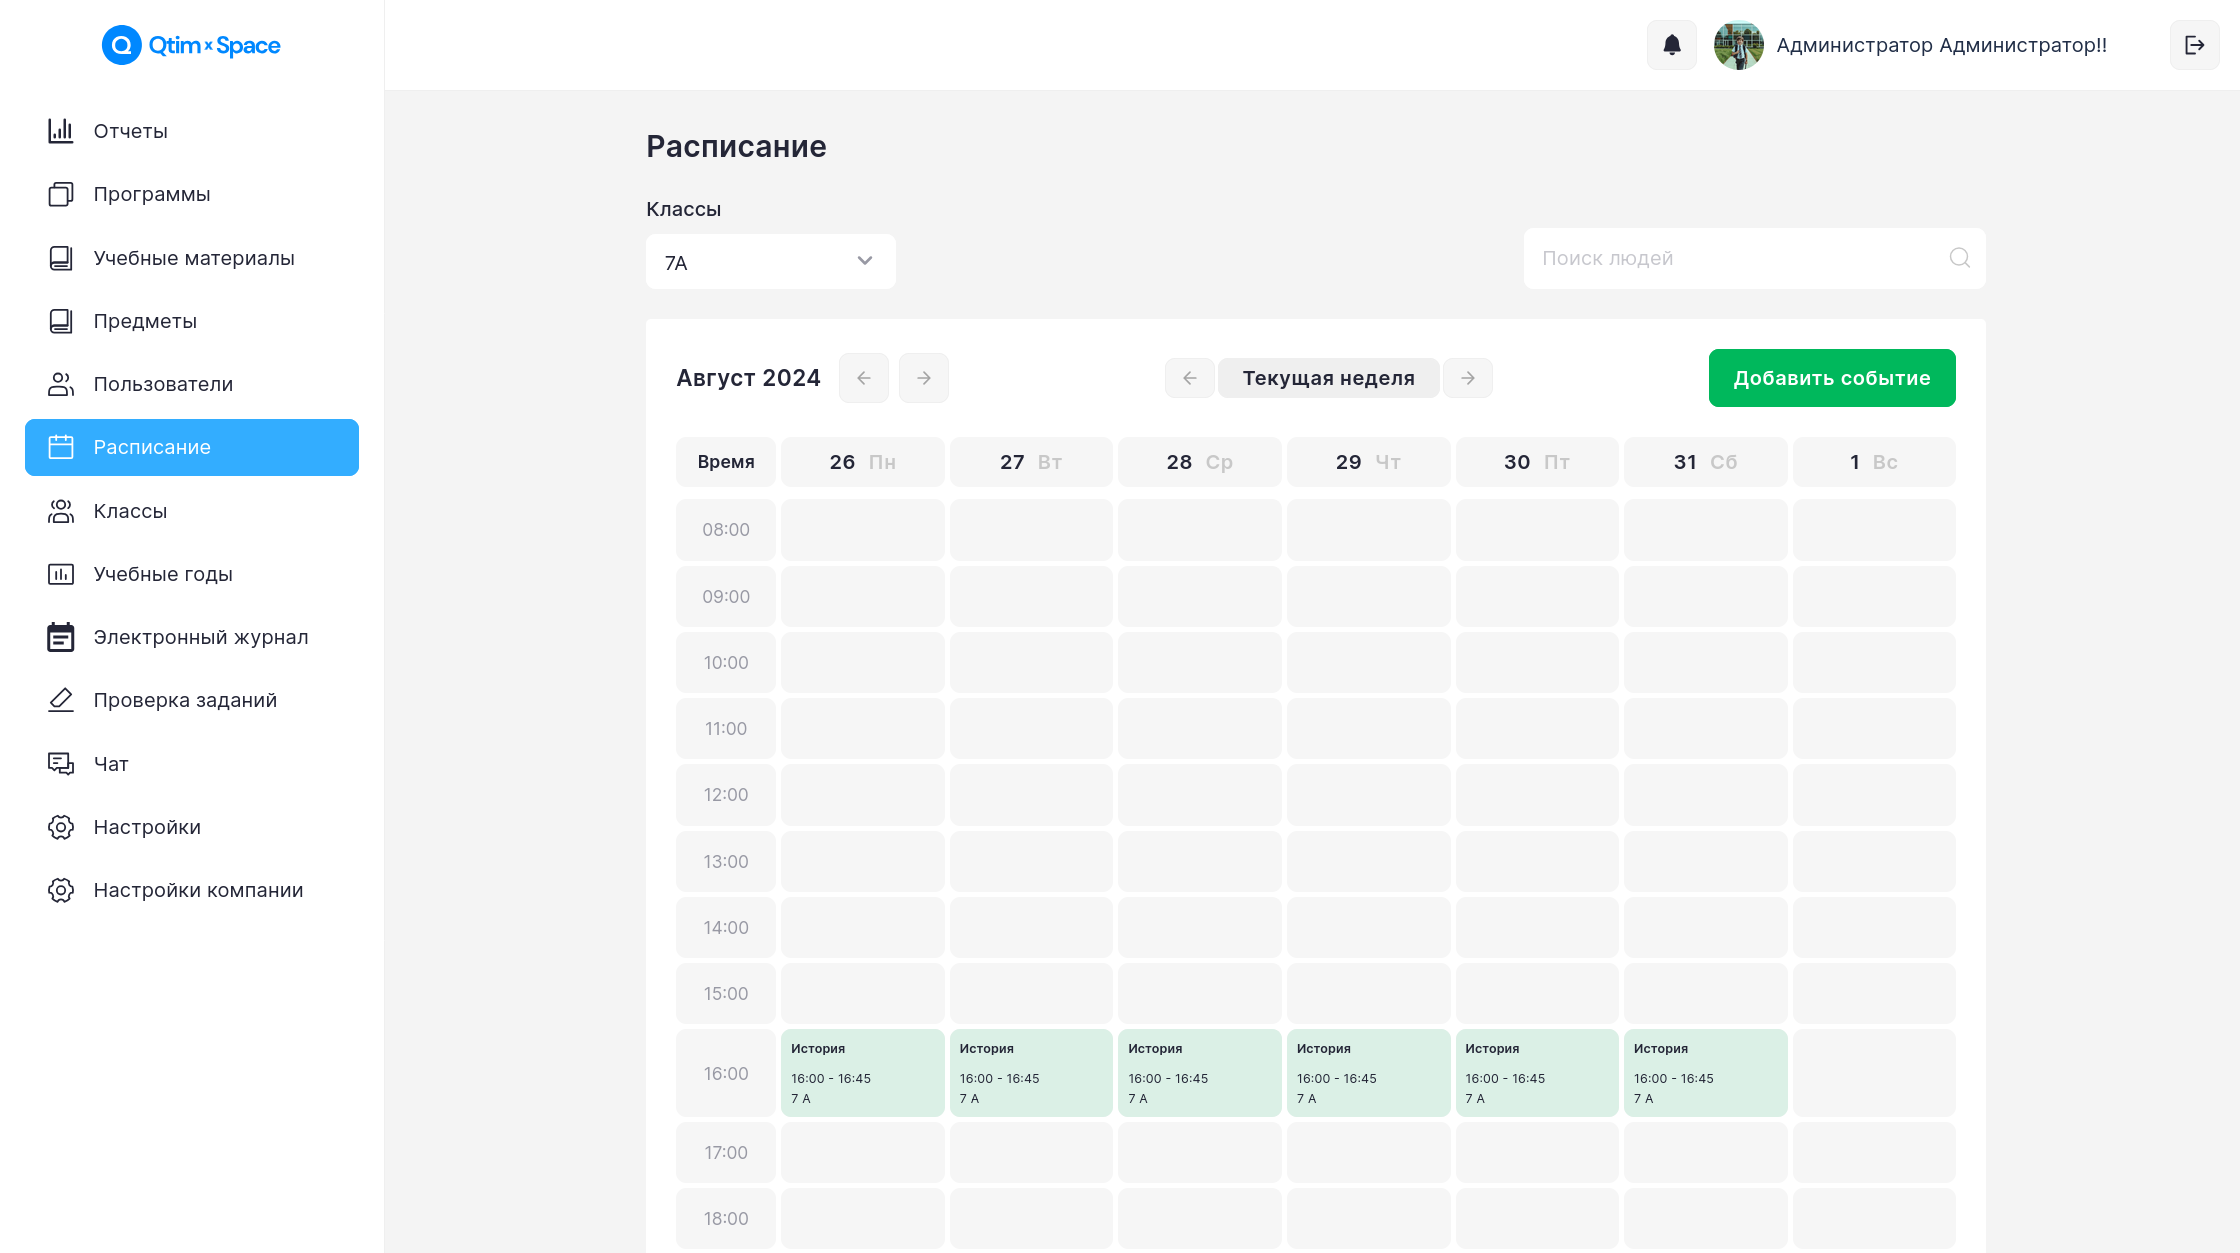 Qtim × Space
Администратор Администратор!!
Отчеты
Программы
Учебные материалы
Предметы
Пользователи
Расписание
Классы
Учебные годы
Электронный журнал
Проверка заданий
Чат
Настройки
Настройки компании
Расписание
Классы
7А
Поиск людей
Август 2024
Текущая неделя
Добавить событие
Время 26 Пн 27 Вт 28 Ср 29 Чт 30 Пт 31 Сб 1 Вс
08:00
09:00
10:00
11:00
12:00
13:00
14:00
15:00
16:00
История История История История История История
16:00 - 16:45 16:00 - 16:45 16:00 - 16:45 16:00 - 16:45 16:00 - 16:45 16:00 - 16:45
7 А 7 А 7 А 7 А 7 А 7 А
17:00
18:00